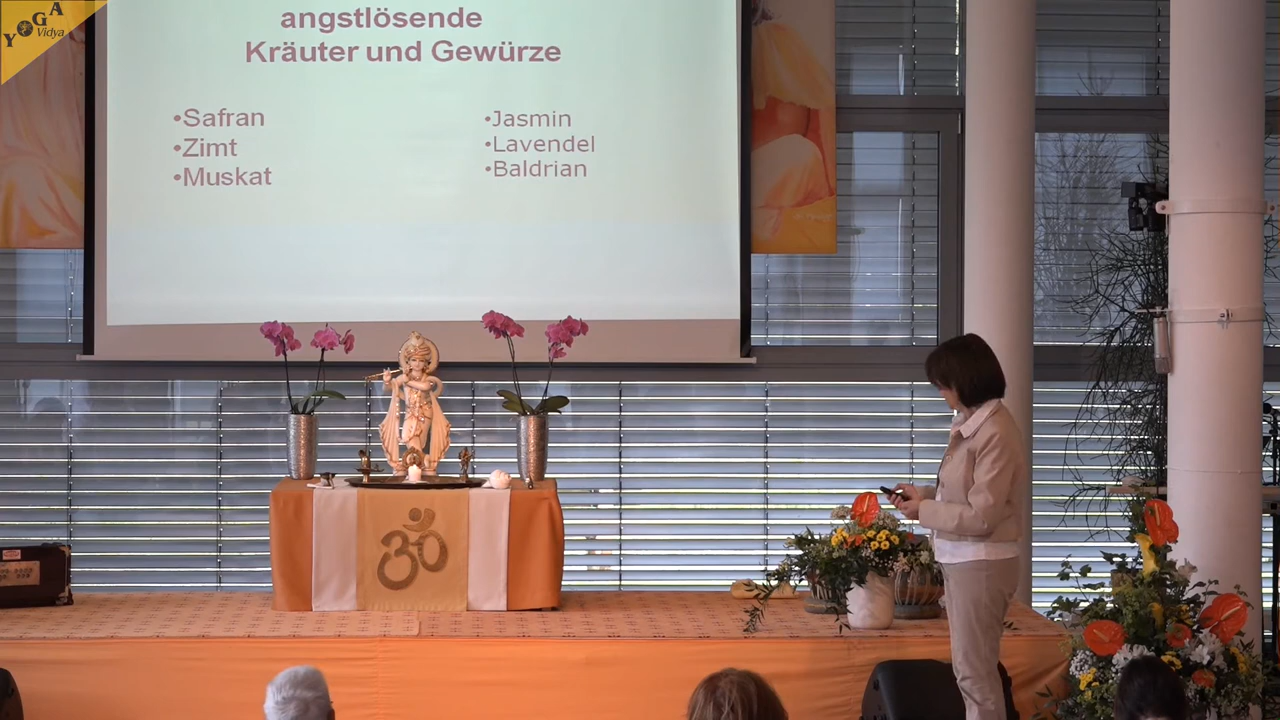 YOGA
Vidya
angstlösende
Kräuter und Gewürze
•Safran
•Zimt
•Muskat
•Jasmin
•Lavendel
•Baldrian
ॐ